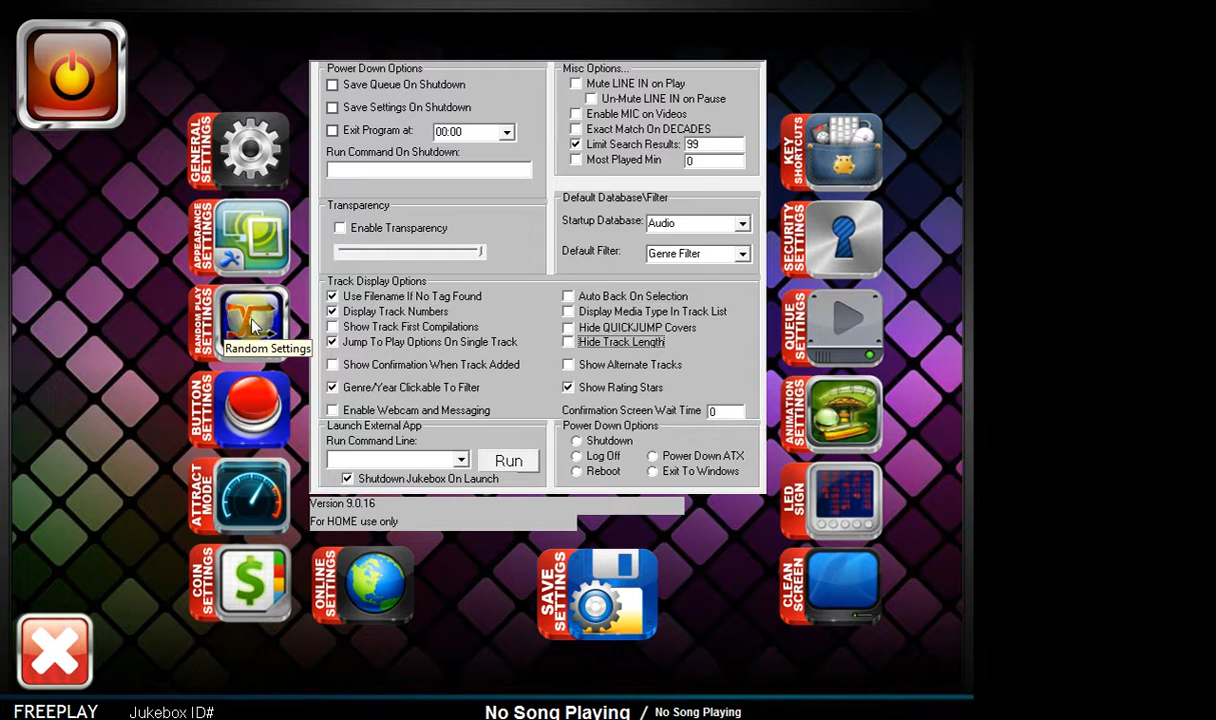 GENERAL SETTINGS
APPEARANCE SETTINGS
RANDOM PLAY SETTINGS
Random Settings
BUTTON SETTINGS
ATTRACT MODE
COIN SETTINGS
Power Down Options
Save Queue On Shutdown
Save Settings On Shutdown
Exit Program at: 00:00
Run Command On Shutdown:
Transparency
Enable Transparency
Misc Options...
Mute LINE IN on Play
Un-Mute LINE IN on Pause
Enable MIC on Videos
Exact Match On DECADES
Limit Search Results: 99
Most Played Min 0
Default Database\Filter
Startup Database: Audio
Default Filter: Genre Filter
Track Display Options
Use Filename If No Tag Found
Display Track Numbers
Show Track First Compilations
Jump To Play Options On Single Track
Show Confirmation When Track Added
Genre/Year Clickable To Filter
Enable Webcam and Messaging
Auto Back On Selection
Display Media Type In Track List
Hide QUICKJUMP Covers
Hide Track Length
Show Alternate Tracks
Show Rating Stars
Confirmation Screen Wait Time 0
Launch External App
Run Command Line:
Run
Shutdown Jukebox On Launch
Power Down Options
Shutdown
Log Off Power Down ATX
Reboot Exit To Windows
Version 9.0.16
For HOME use only
KEY SHORTCUTS
SECURITY SETTINGS
QUEUE SETTINGS
ANIMATION SETTINGS
LED SIGN
CLEAN SCREEN
ONLINE SETTINGS
SAVE SETTINGS
FREEPLAY Jukebox ID# No Song Playing / No Song Playing